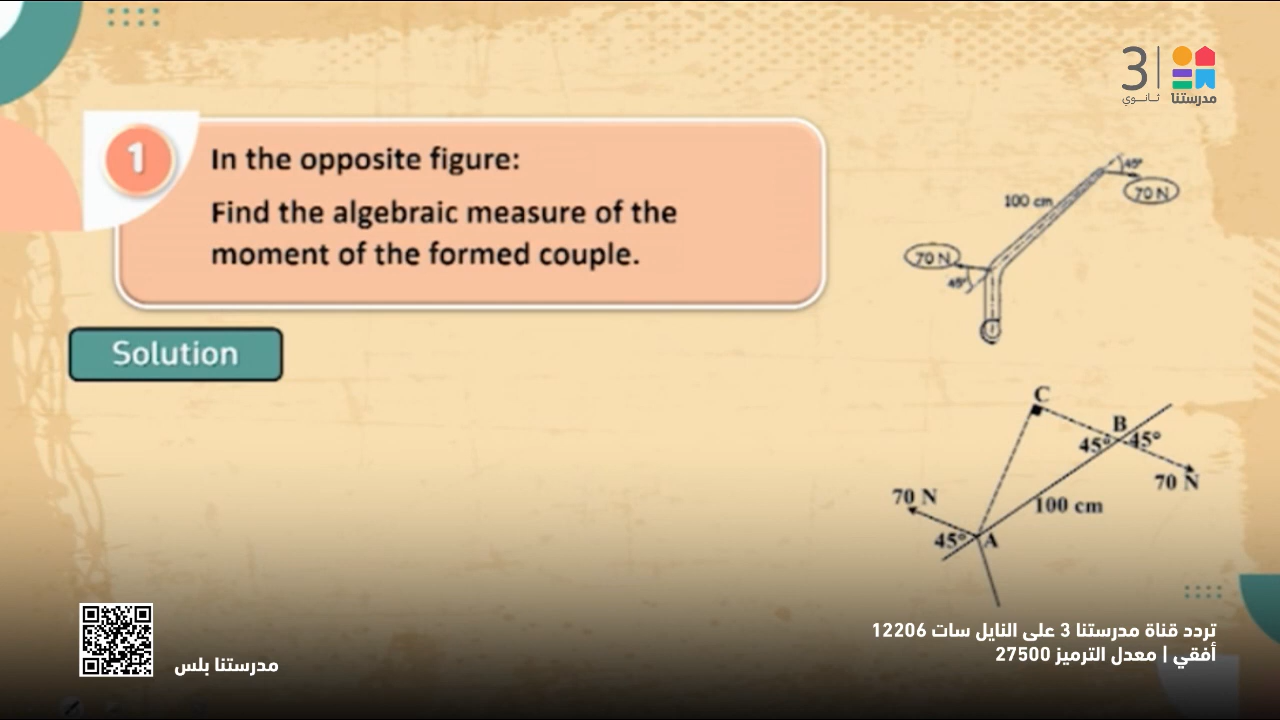 3
ثانوي
مدرستنا
1
In the opposite figure:
Find the algebraic measure of the
moment of the formed couple.
45°
70 N
100 cm
70 N
45°
Solution
C
B
45°
45°
70 N
70 N
100 cm
45°
A
تردد قناة مدرستنا 3 على النايل سات 12206
أفقي | معدل الترميز 27500
مدرستنا بلس